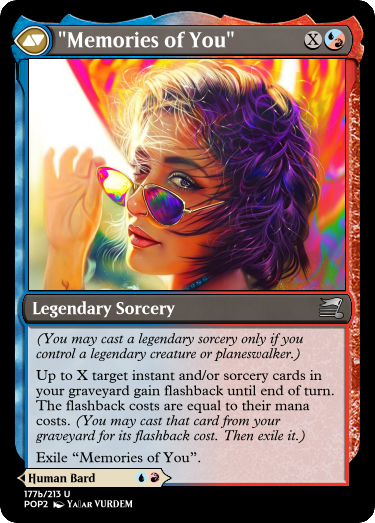 "Memories of You" X
Legendary Sorcery
(You may cast a legendary sorcery only if you
control a legendary creature or planeswalker.)
Up to X target instant and/or sorcery cards in
your graveyard gain flashback until end of turn.
The flashback costs are equal to their mana
costs. (You may cast that card from your
graveyard for its flashback cost. Then exile it.)
Exile “Memories of You”.
Human Bard
177b/213 U
POP2 Ya▯ar VURDEM